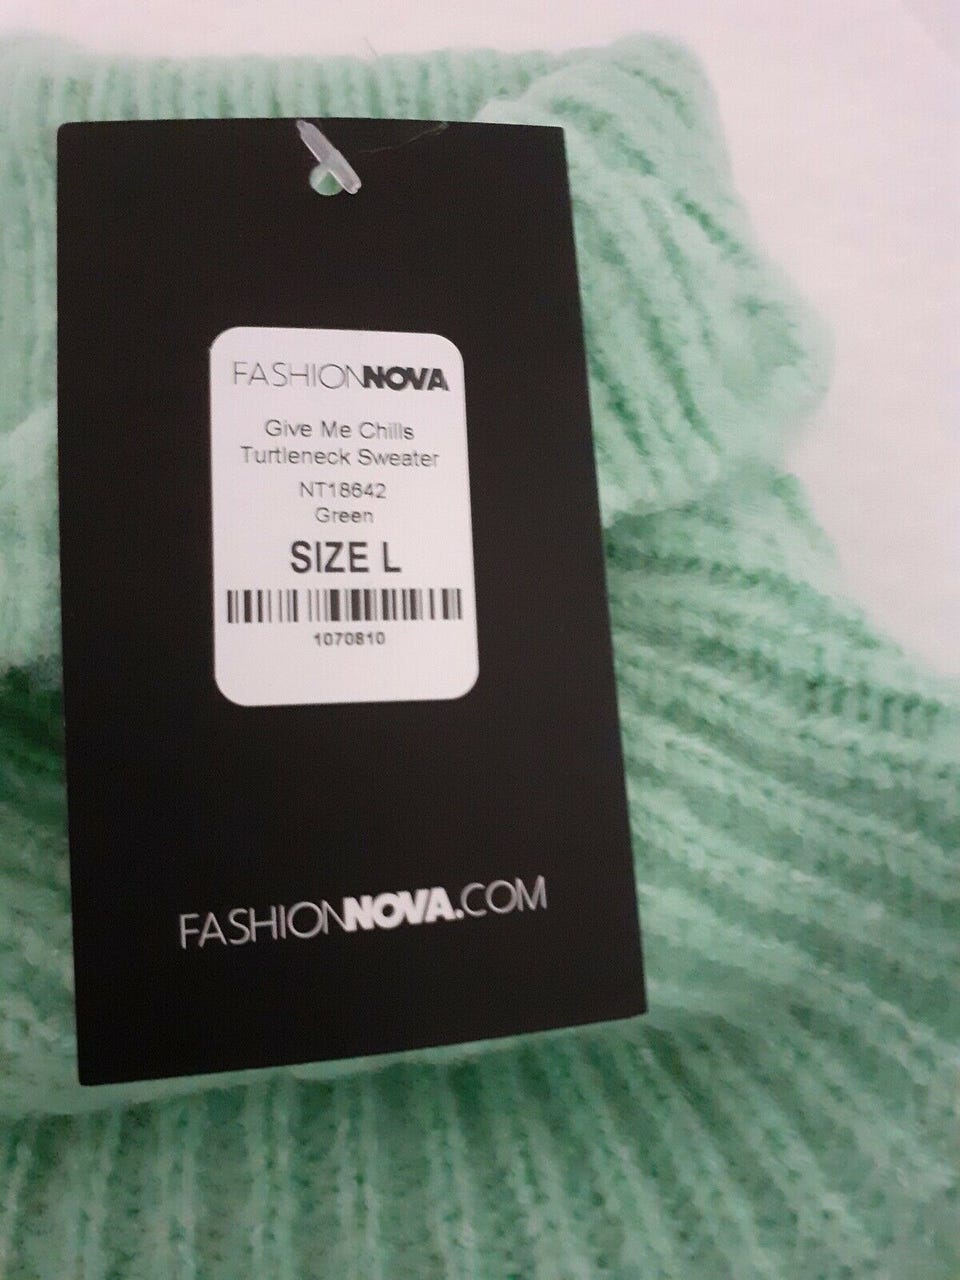 FASHIONNOVA
Give Me Chills
Turtleneck Sweater
NT18642
Green
SIZE L
1070810
FASHIONNOVA.COM